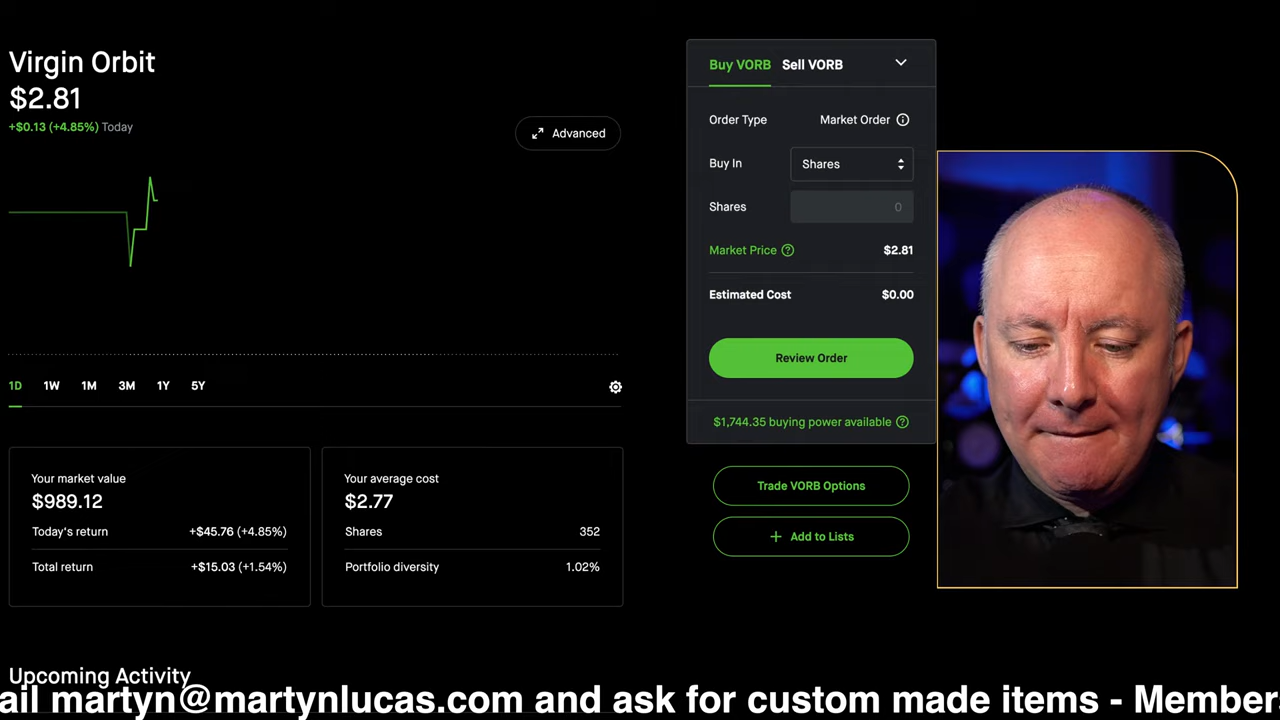 Virgin Orbit
$2.81
+$0.13 (+4.85%) Today
Advanced
1D 1W 1M 3M 1Y 5Y
Your market value
$989.12
Today's return +$45.76 (+4.85%)
Total return +$15.03 (+1.54%)
Your average cost
$2.77
Shares 352
Portfolio diversity 1.02%
Buy VORB Sell VORB
Order Type Market Order
Buy In Shares
Shares 0
Market Price $2.81
Estimated Cost $0.00
Review Order
$1,744.35 buying power available
Trade VORB Options
+ Add to Lists
Upcoming Activity
ail martyn@martynlucas.com and ask for custom made items - Member